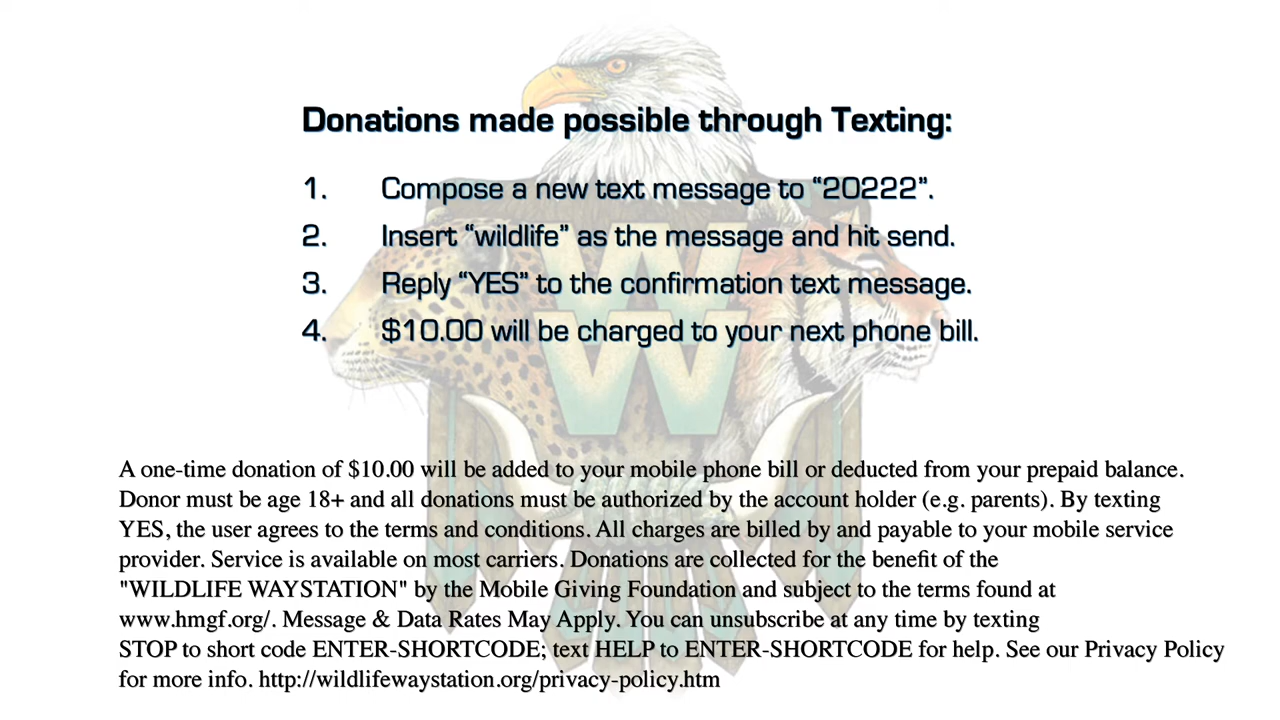 Donations made possible through Texting:
1. Compose a new text message to “20222”.
2. Insert “wildlife” as the message and hit send.
3. Reply “YES” to the confirmation text message.
4. $10.00 will be charged to your next phone bill.
W
W
A one-time donation of $10.00 will be added to your mobile phone bill or deducted from your prepaid balance.
Donor must be age 18+ and all donations must be authorized by the account holder (e.g. parents). By texting
YES, the user agrees to the terms and conditions. All charges are billed by and payable to your mobile service
provider. Service is available on most carriers. Donations are collected for the benefit of the
"WILDLIFE WAYSTATION" by the Mobile Giving Foundation and subject to the terms found at
www.hmgf.org/. Message & Data Rates May Apply. You can unsubscribe at any time by texting
STOP to short code ENTER-SHORTCODE; text HELP to ENTER-SHORTCODE for help. See our Privacy Policy
for more info. http://wildlifewaystation.org/privacy-policy.htm